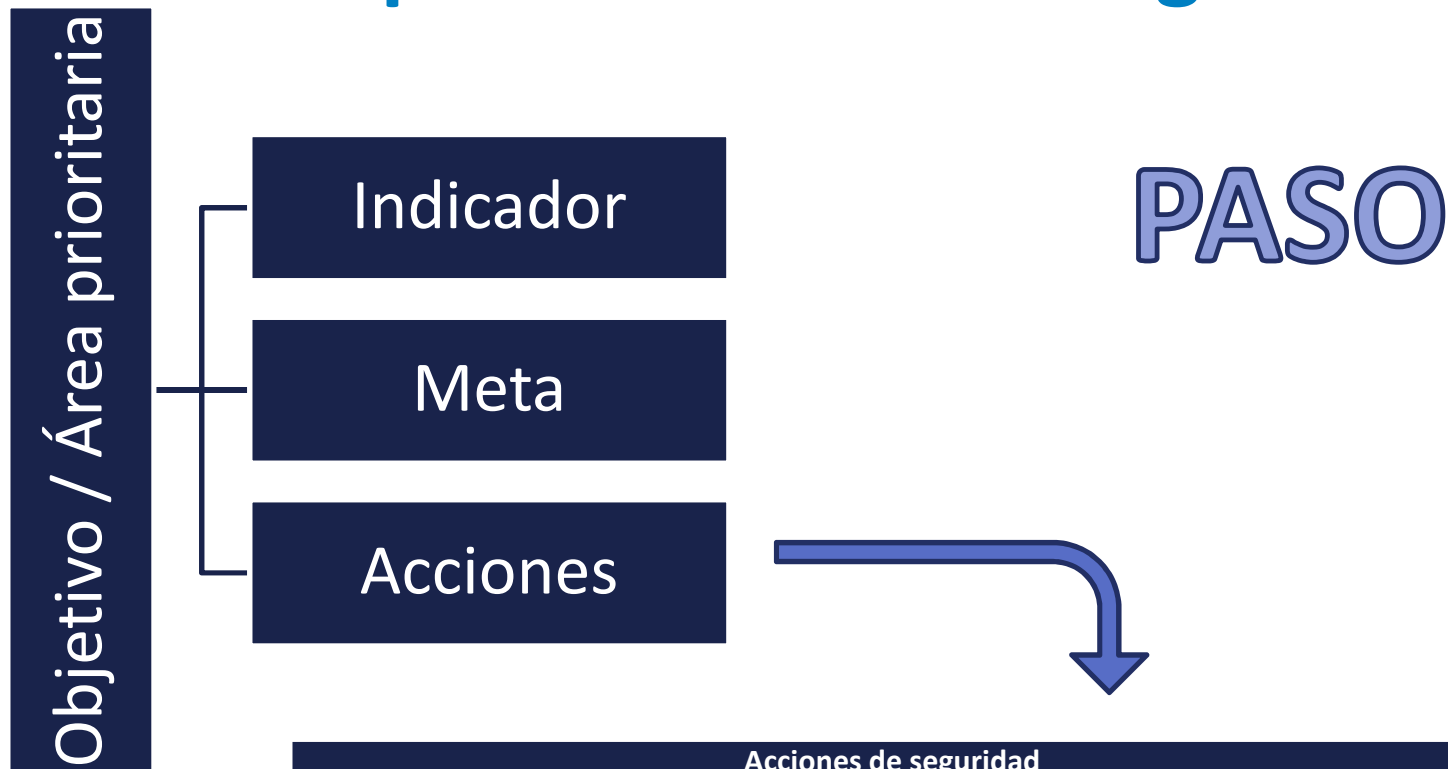 Objetivo / Área prioritaria
Indicador
PASO
Meta
Acciones
Acciones de seguridad